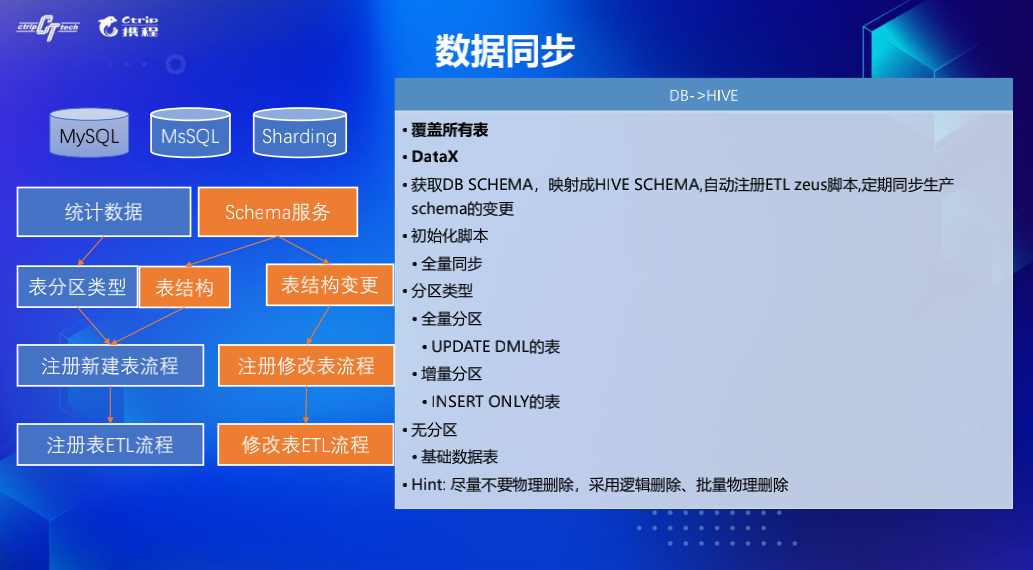 ctrip tech
Ctrip
携程
数据同步
MySQL
MsSQL
Sharding
统计数据
Schema服务
表分区类型
表结构
表结构变更
注册新建表流程
注册修改表流程
注册表ETL流程
修改表ETL流程
DB->HIVE
• 覆盖所有表
• DataX
• 获取DB SCHEMA，映射成HIVE SCHEMA,自动注册ETL zeus脚本,定期同步生产
schema的变更
• 初始化脚本
• 全量同步
• 分区类型
• 全量分区
• UPDATE DML的表
• 增量分区
• INSERT ONLY的表
• 无分区
• 基础数据表
• Hint: 尽量不要物理删除，采用逻辑删除、批量物理删除